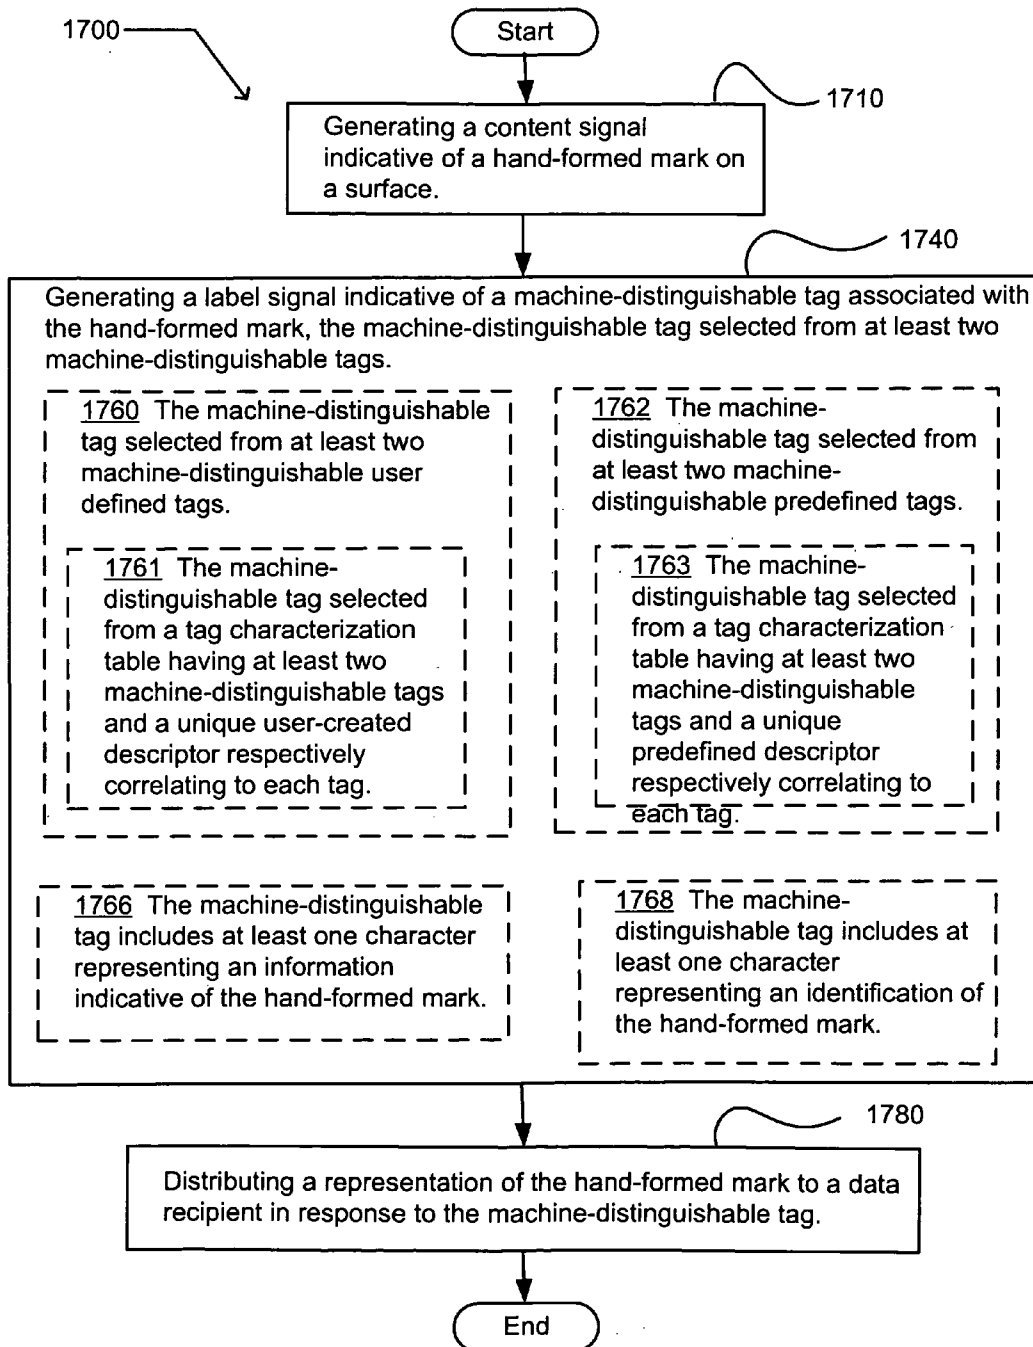 1700
Start
1710
Generating a content signal
indicative of a hand-formed mark on
a surface.
1740
Generating a label signal indicative of a machine-distinguishable tag associated with
the hand-formed mark, the machine-distinguishable tag selected from at least two
machine-distinguishable tags.
1760 The machine-distinguishable
tag selected from at least two
machine-distinguishable user
defined tags.
1761 The machine-
distinguishable tag selected
from a tag characterization
table having at least two
machine-distinguishable tags
and a unique user-created
descriptor respectively
correlating to each tag.
1762 The machine-
distinguishable tag selected from
at least two machine-
distinguishable predefined tags.
1763 The machine-
distinguishable tag selected
from a tag characterization
table having at least two
machine-distinguishable
tags and a unique
predefined descriptor
respectively correlating to
each tag.
1766 The machine-distinguishable
tag includes at least one character
representing an information
indicative of the hand-formed mark.
1768 The machine-
distinguishable tag includes at
least one character
representing an identification of
the hand-formed mark.
1780
Distributing a representation of the hand-formed mark to a data
recipient in response to the machine-distinguishable tag.
End